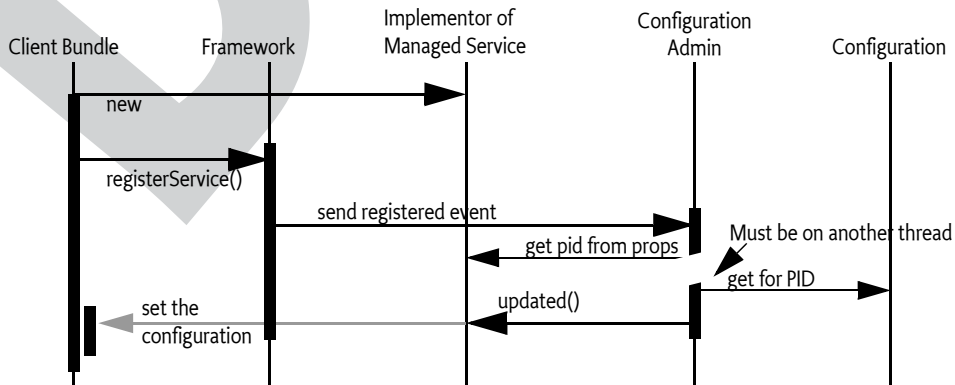 Client Bundle
Framework
Implementor of
Managed Service
Configuration
Admin
Configuration
new
registerService()
send registered event
get pid from props
Must be on another thread
get for PID
updated()
set the
configuration